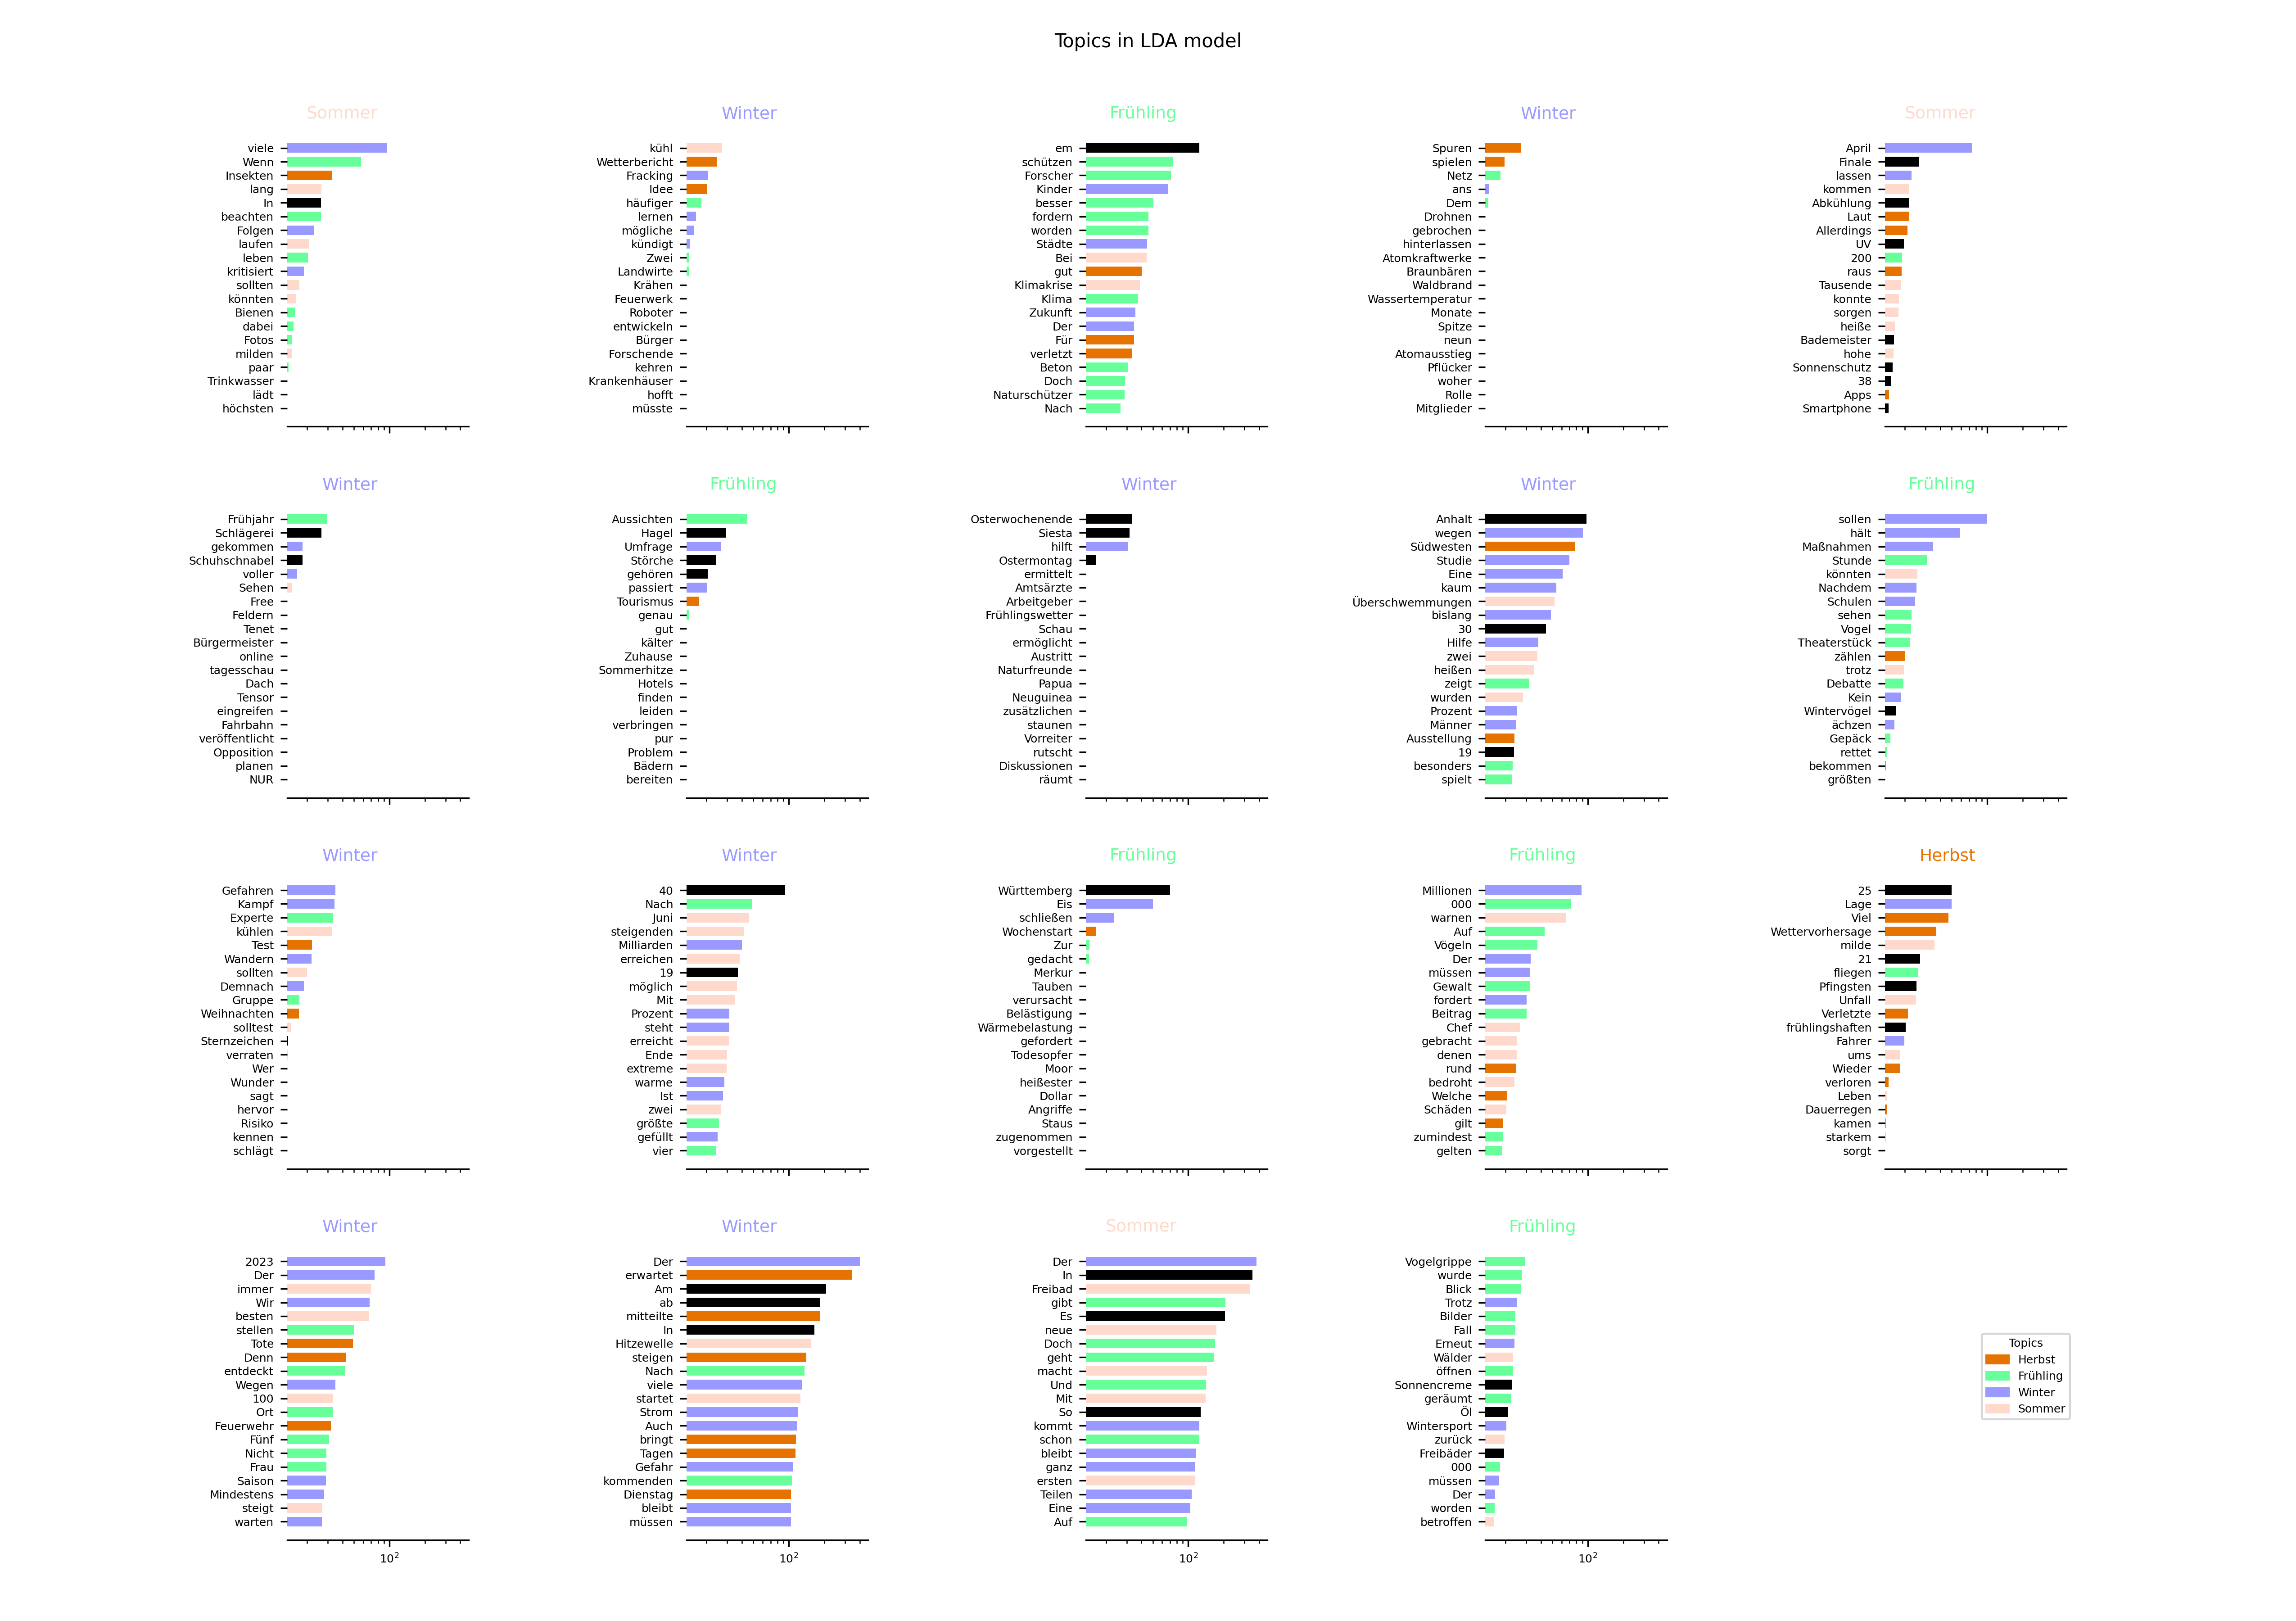 Topics in LDA model
Sommer
viele
Wenn
Insekten
lang
In
beachten
Folgen
laufen
leben
kritisiert
sollten
könnten
Bienen
dabei
Fotos
milden
paar
Trinkwasser
lädt
höchsten
Winter
kühl
Wetterbericht
Fracking
Idee
häufiger
lernen
mögliche
kündigt
Zwei
Landwirte
Krähen
Feuerwerk
Roboter
entwickeln
Bürger
Forschende
kehren
Krankenhäuser
hofft
müsste
Frühling
em
schützen
Forscher
Kinder
besser
fordern
worden
Städte
Bei
gut
Klimakrise
Klima
Zukunft
Der
Für
verletzt
Beton
Doch
Naturschützer
Nach
Winter
Spuren
spielen
Netz
ans
Dem
Drohnen
gebrochen
hinterlassen
Atomkraftwerke
Braunbären
Waldbrand
Wassertemperatur
Monate
Spitze
neun
Atomausstieg
Pflücker
woher
Rolle
Mitglieder
Sommer
April
Finale
lassen
kommen
Abkühlung
Laut
Allerdings
UV
200
raus
Tausende
konnte
sorgen
heiße
Bademeister
hohe
Sonnenschutz
38
Apps
Smartphone
Winter
Frühjahr
Schlägerei
gekommen
Schuhschnabel
voller
Sehen
Free
Feldern
Tenet
Bürgermeister
online
tagesschau
Dach
Tensor
eingreifen
Fahrbahn
veröffentlicht
Opposition
planen
NUR
Frühling
Aussichten
Hagel
Umfrage
Störche
gehören
passiert
Tourismus
genau
gut
kälter
Zuhause
Sommerhitze
Hotels
finden
leiden
verbringen
pur
Problem
Bädern
bereiten
Winter
Osterwochenende
Siesta
hilft
Ostermontag
ermittelt
Amtsärzte
Arbeitgeber
Frühlingswetter
Schau
ermöglicht
Austritt
Naturfreunde
Papua
Neuguinea
zusätzlichen
staunen
Vorreiter
rutscht
Diskussionen
räumt
Winter
Anhalt
wegen
Südwesten
Studie
Eine
kaum
Überschwemmungen
bislang
30
Hilfe
zwei
heißen
zeigt
wurden
Prozent
Männer
Ausstellung
19
besonders
spielt
Frühling
sollen
hält
Maßnahmen
Stunde
könnten
Nachdem
Schulen
sehen
Vogel
Theaterstück
zählen
trotz
Debatte
Kein
Wintervögel
ächzen
Gepäck
rettet
bekommen
größten
Winter
Gefahren
Kampf
Experte
kühlen
Test
Wandern
sollten
Demnach
Gruppe
Weihnachten
solltest
Sternzeichen
verraten
Wer
Wunder
sagt
hervor
Risiko
kennen
schlägt
Winter
40
Nach
Juni
steigenden
Milliarden
erreichen
19
möglich
Mit
Prozent
steht
erreicht
Ende
extreme
warme
Ist
zwei
größte
gefüllt
vier
Frühling
Württemberg
Eis
schließen
Wochenstart
Zur
gedacht
Merkur
Tauben
verursacht
Belästigung
Wärmebelastung
gefordert
Todesopfer
Moor
heißester
Dollar
Angriffe
Staus
zugenommen
vorgestellt
Frühling
Millionen
000
warnen
Auf
Vögeln
Der
müssen
Gewalt
fordert
Beitrag
Chef
gebracht
denen
rund
bedroht
Welche
Schäden
gilt
zumindest
gelten
Herbst
25
Lage
Viel
Wettervorhersage
milde
21
fliegen
Pfingsten
Unfall
Verletzte
frühlingshaften
Fahrer
ums
Wieder
verloren
Leben
Dauerregen
kamen
starkem
sorgt
Winter
2023
Der
immer
Wir
besten
stellen
Tote
Denn
entdeckt
Wegen
100
Ort
Feuerwehr
Fünf
Nicht
Frau
Saison
Mindestens
steigt
warten
10²
Winter
Der
erwartet
Am
ab
mitteilte
In
Hitzewelle
steigen
Nach
viele
startet
Strom
Auch
bringt
Tagen
Gefahr
kommenden
Dienstag
bleibt
müssen
10²
Sommer
Der
In
Freibad
gibt
Es
neue
Doch
geht
macht
Und
Mit
So
kommt
schon
bleibt
ganz
ersten
Teilen
Eine
Auf
10²
Frühling
Vogelgrippe
wurde
Blick
Trotz
Bilder
Fall
Erneut
Wälder
öffnen
Sonnencreme
geräumt
Öl
Wintersport
zurück
Freibäder
000
müssen
Der
worden
betroffen
10²
Topics
Herbst
Frühling
Winter
Sommer